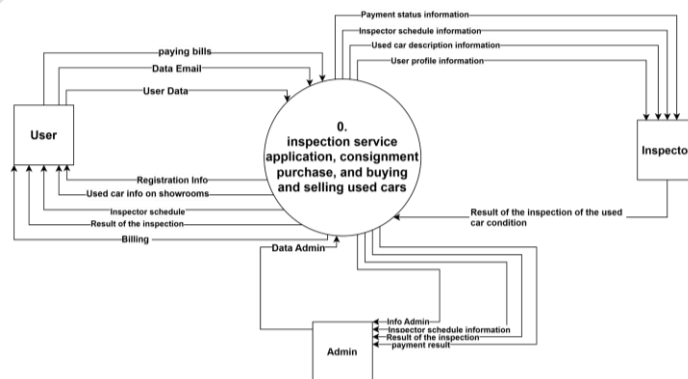 Payment status information
Inspector schedule information
Used car description information
User profile information
paying bills
Data Email
User Data
User
0.
inspection service
application, consignment
purchase, and buying
and selling used cars
Inspecto
Registration Info
Used car info on showrooms
Inspector schedule
Result of the inspection
Billing
Result of the inspection of the used
car condition
Data Admin
Info Admin
Inspector schedule information
Result of the inspection
payment result
Admin